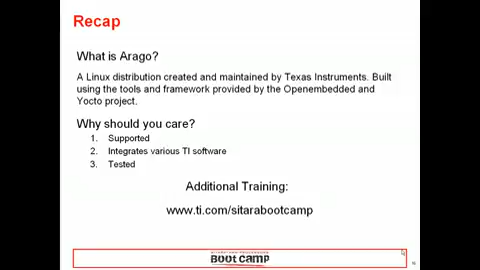 Recap
What is Arago?
A Linux distribution created and maintained by Texas Instruments. Built
using the tools and framework provided by the Openembedded and
Yocto project.
Why should you care?
1. Supported
2. Integrates various TI software
3. Tested
Additional Training:
www.ti.com/sitarabootcamp
BOOT CAMP